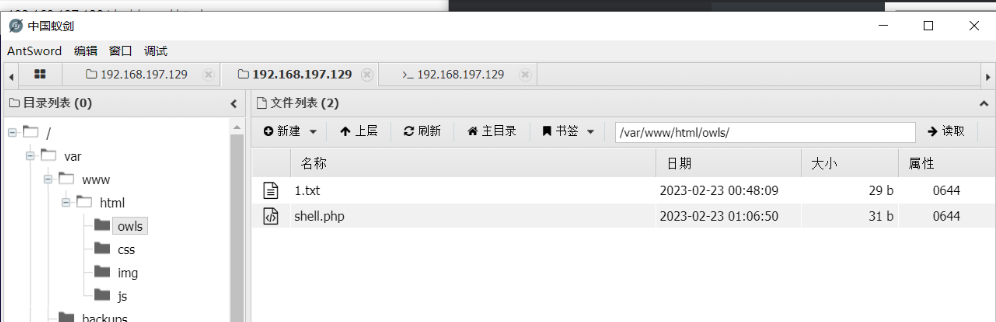 中国蚁剑
AntSword 编辑 窗口 调试
192.168.197.129 192.168.197.129 192.168.197.129
目录列表 (0)
文件列表 (2)
新建 上层 刷新 主目录 书签 /var/www/html/owls/ 读取
名称 日期 大小 属性
1.txt 2023-02-23 00:48:09 29 b 0644
shell.php 2023-02-23 01:06:50 31 b 0644
/
var
www
html
owls
css
img
js
backups